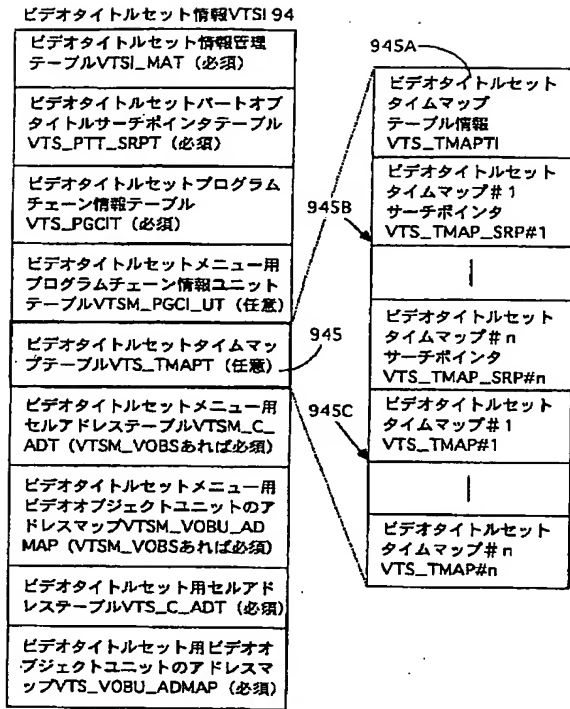 ビデオタイトルセット情報VTSI 94
ビデオタイトルセット情報管理
テーブルVTSI_MAT（必須）
ビデオタイトルセットパートオブ
タイトルサーチポインタテーブル
VTS_PTT_SRPT（必須）
ビデオタイトルセットプログラム
チェーン情報テーブル
VTS_PGCIT（必須）
ビデオタイトルセットメニュー用
プログラムチェーン情報ユニット
テーブルVTSM_PGCI_UT（任意）
ビデオタイトルセットタイムマッ
プテーブルVTS_TMAPT（任意）
ビデオタイトルセットメニュー用
セルアドレステーブルVTSM_C_
ADT（VTSM_VOBSあれば必須）
ビデオタイトルセットメニュー用
ビデオオブジェクトユニットのア
ドレスマップVTSM_VOBU_AD
MAP（VTSM_VOBSあれば必須）
ビデオタイトルセット用セルアド
レステーブルVTS_C_ADT（必須）
ビデオタイトルセット用ビデオオ
ブジェクトユニットのアドレスマ
ップVTS_VOBU_ADMAP（必須）
945
945A
ビデオタイトルセット
タイムマップ
テーブル情報
VTS_TMAPTI
945B
ビデオタイトルセット
タイムマップ＃1
サーチポインタ
VTS_TMAP_SRP#1
ビデオタイトルセット
タイムマップ＃n
サーチポインタ
VTS_TMAP_SRP#n
945C
ビデオタイトルセット
タイムマップ＃1
VTS_TMAP#1
ビデオタイトルセット
タイムマップ＃n
VTS_TMAP#n